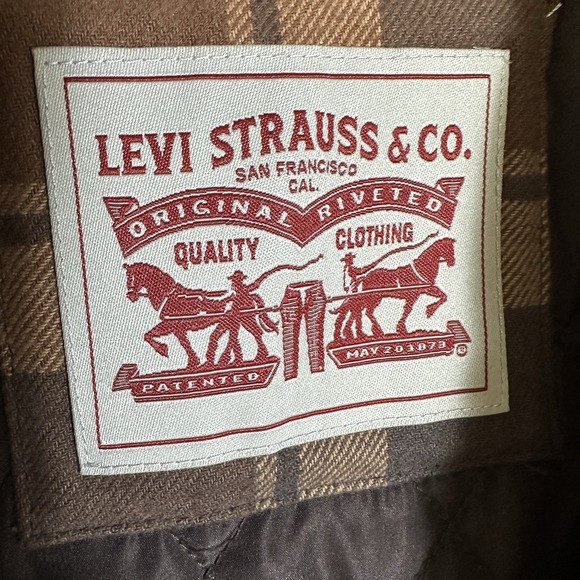 LEVI STRAUSS & CO.
SAN FRANCISCO
CAL.
ORIGINAL RIVETED
QUALITY CLOTHING
PATENTED MAY 20 1873 ®